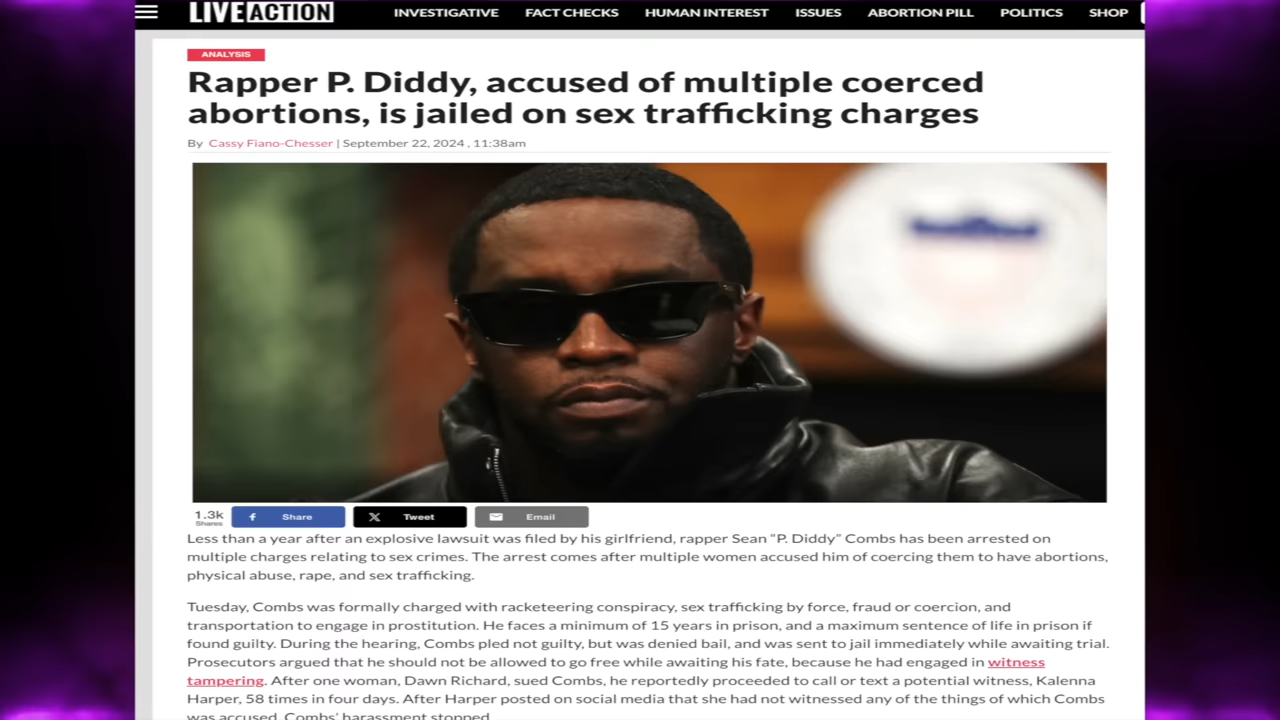 LIVE ACTION
INVESTIGATIVE FACT CHECKS HUMAN INTEREST ISSUES ABORTION PILL POLITICS SHOP
ANALYSIS
Rapper P. Diddy, accused of multiple coerced
abortions, is jailed on sex trafficking charges
By Cassy Fiano-Chesser | September 22, 2024 , 11:38am
1.3k
Shares
Share
Tweet
Email
Less than a year after an explosive lawsuit was filed by his girlfriend, rapper Sean “P. Diddy” Combs has been arrested on
multiple charges relating to sex crimes. The arrest comes after multiple women accused him of coercing them to have abortions,
physical abuse, rape, and sex trafficking.
Tuesday, Combs was formally charged with racketeering conspiracy, sex trafficking by force, fraud or coercion, and
transportation to engage in prostitution. He faces a minimum of 15 years in prison, and a maximum sentence of life in prison if
found guilty. During the hearing, Combs pled not guilty, but was denied bail, and was sent to jail immediately while awaiting trial.
Prosecutors argued that he should not be allowed to go free while awaiting his fate, because he had engaged in witness
tampering. After one woman, Dawn Richard, sued Combs, he reportedly proceeded to call or text a potential witness, Kalenna
Harper, 58 times in four days. After Harper posted on social media that she had not witnessed any of the things of which Combs
was accused, Combs’ harassment stopped